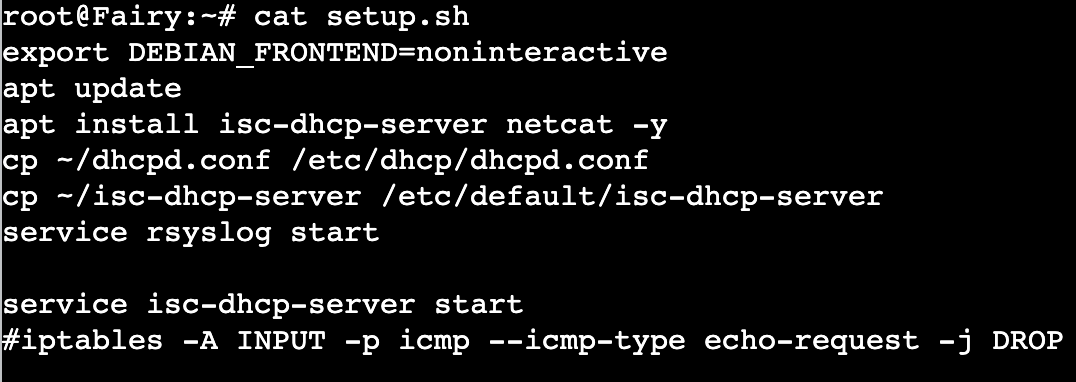 root@Fairy:~# cat setup.sh
export DEBIAN_FRONTEND=noninteractive
apt update
apt install isc-dhcp-server netcat -y
cp ~/dhcpd.conf /etc/dhcp/dhcpd.conf
cp ~/isc-dhcp-server /etc/default/isc-dhcp-server
service rsyslog start
service isc-dhcp-server start
#iptables -A INPUT -p icmp --icmp-type echo-request -j DROP